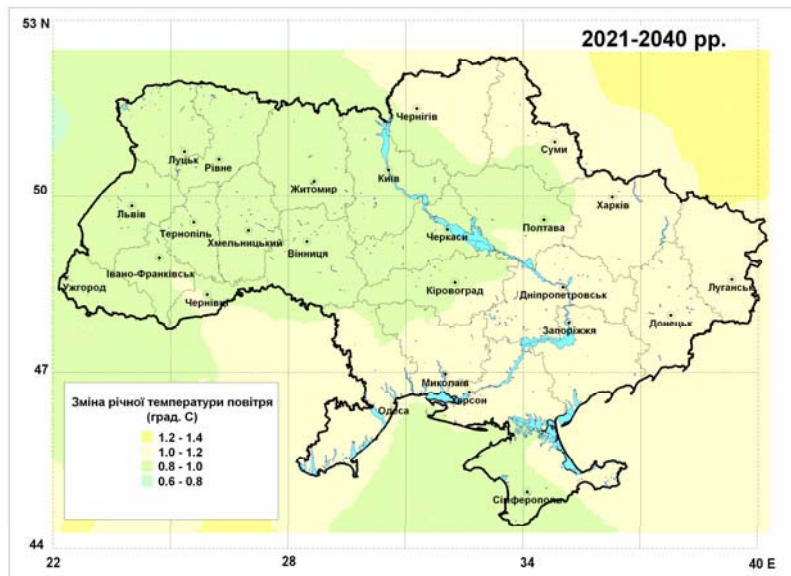 53 N
2021-2040 рр.
Чернігів
Суми
Луцьк
Рівне
Житомир
Київ
50
Харків
Львів
Тернопіль
Хмельницький
Вінниця
Черкаси
Полтава
Івано-Франківськ
Ужгород
Чернівці
Кіровоград
Дніпропетровськ
Луганськ
Запоріжжя
Донецьк
47
Миколаїв
Херсон
Одеса
Зміна річної температури повітря
(град. С)
1.2 - 1.4
1.0 - 1.2
0.8 - 1.0
0.6 - 0.8
Сімферополь
44
22
28
34
40 E